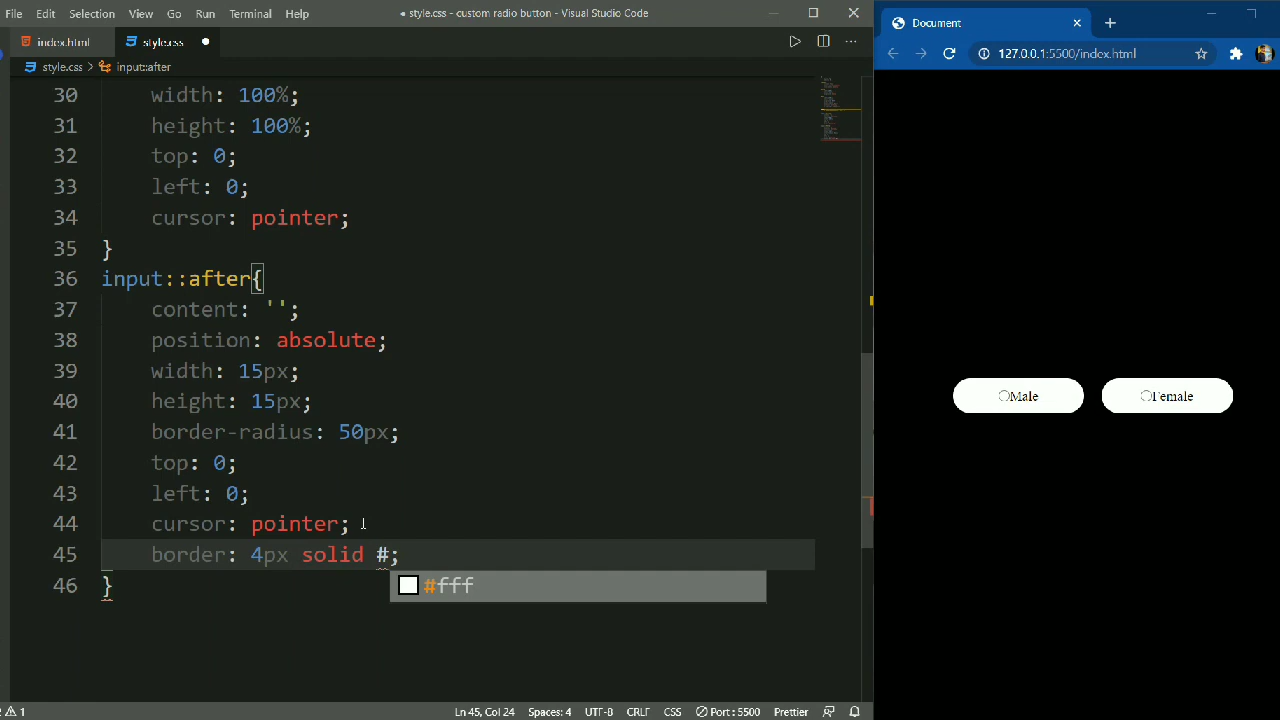 File Edit Selection View Go Run Terminal Help ● style.css - custom radio button - Visual Studio Code
index.html style.css ●
style.css > input::after
30 width: 100%;
31 height: 100%;
32 top: 0;
33 left: 0;
34 cursor: pointer;
35 }
36 input::after{
37 content: '';
38 position: absolute;
39 width: 15px;
40 height: 15px;
41 border-radius: 50px;
42 top: 0;
43 left: 0;
44 cursor: pointer;
45 border: 4px solid #;
#fff
46 }
1 Ln 45, Col 24 Spaces: 4 UTF-8 CRLF CSS Port : 5500 Prettier
Document
127.0.0.1:5500/index.html
Male Female